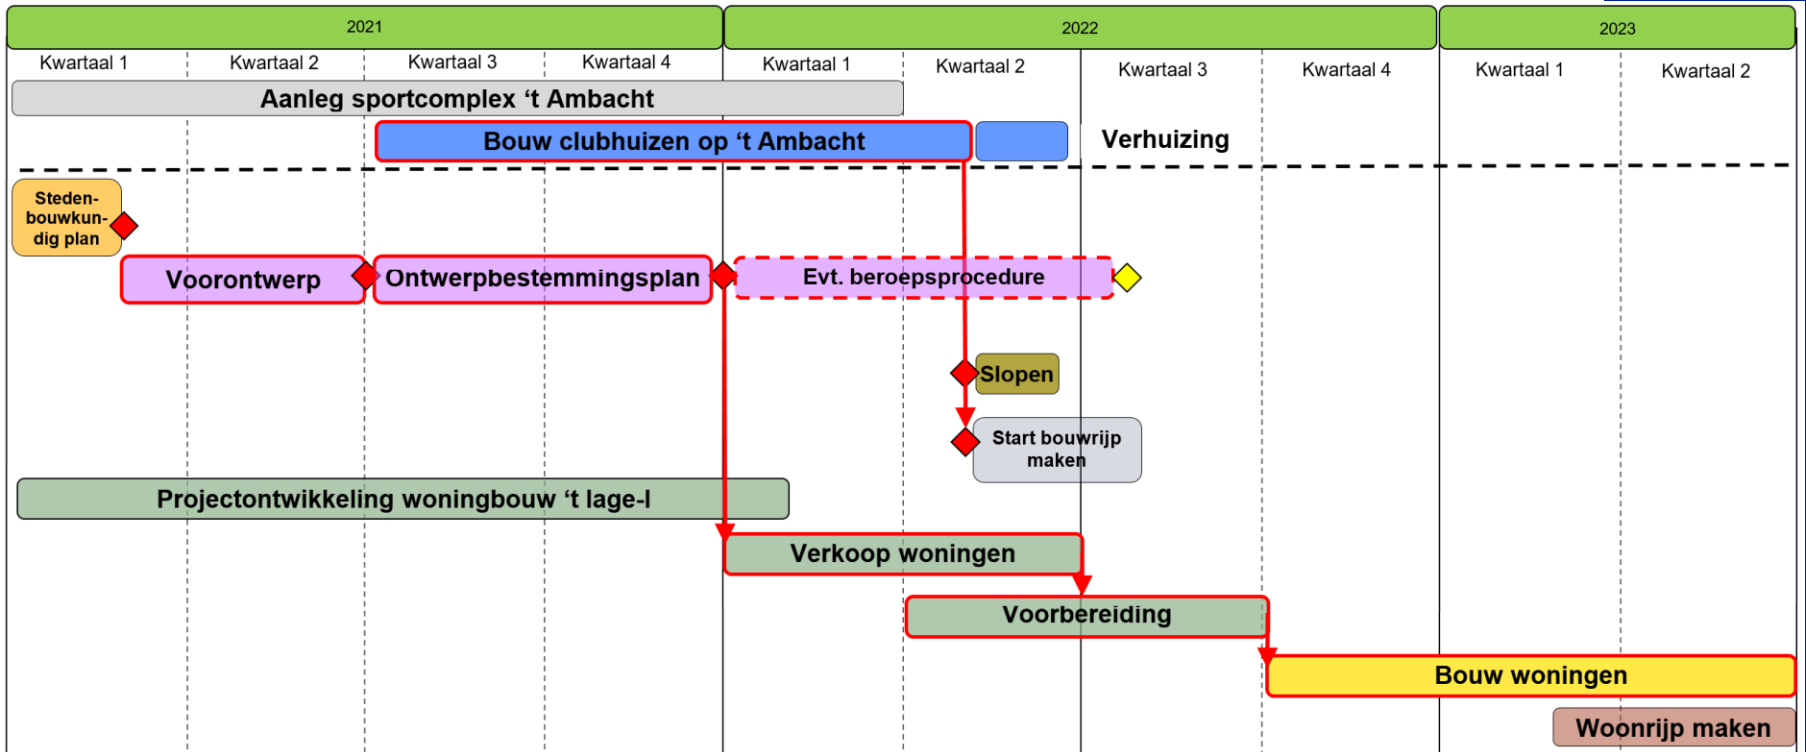 2021
2022
2023
Kwartaal 1
Kwartaal 2
Kwartaal 3
Kwartaal 4
Kwartaal 1
Kwartaal 2
Kwartaal 3
Kwartaal 4
Kwartaal 1
Kwartaal 2
Aanleg sportcomplex ‘t Ambacht
Bouw clubhuizen op ‘t Ambacht
Verhuizing
Steden-
bouwkun-
dig plan
Voorontwerp
Ontwerpbestemmingsplan
Evt. beroepsprocedure
Slopen
Start bouwrijp
maken
Projectontwikkeling woningbouw ‘t lage-I
Verkoop woningen
Voorbereiding
Bouw woningen
Woonrijp maken